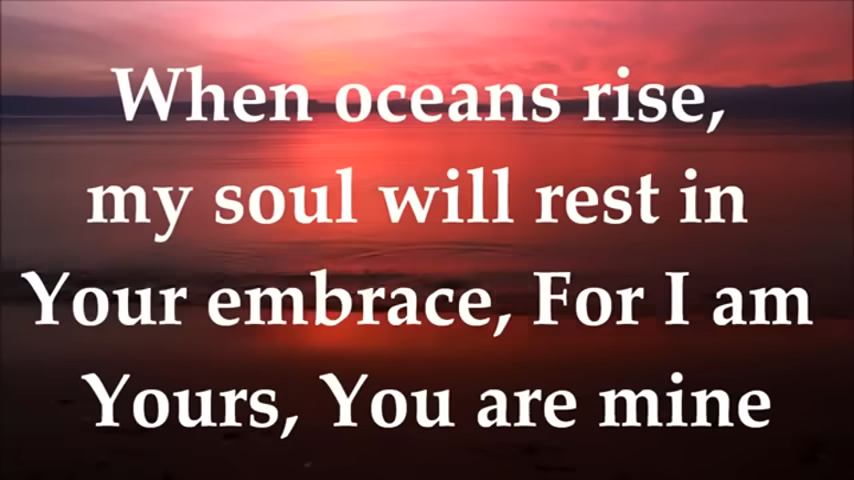 When oceans rise,
my soul will rest in
Your embrace, For I am
Yours, You are mine